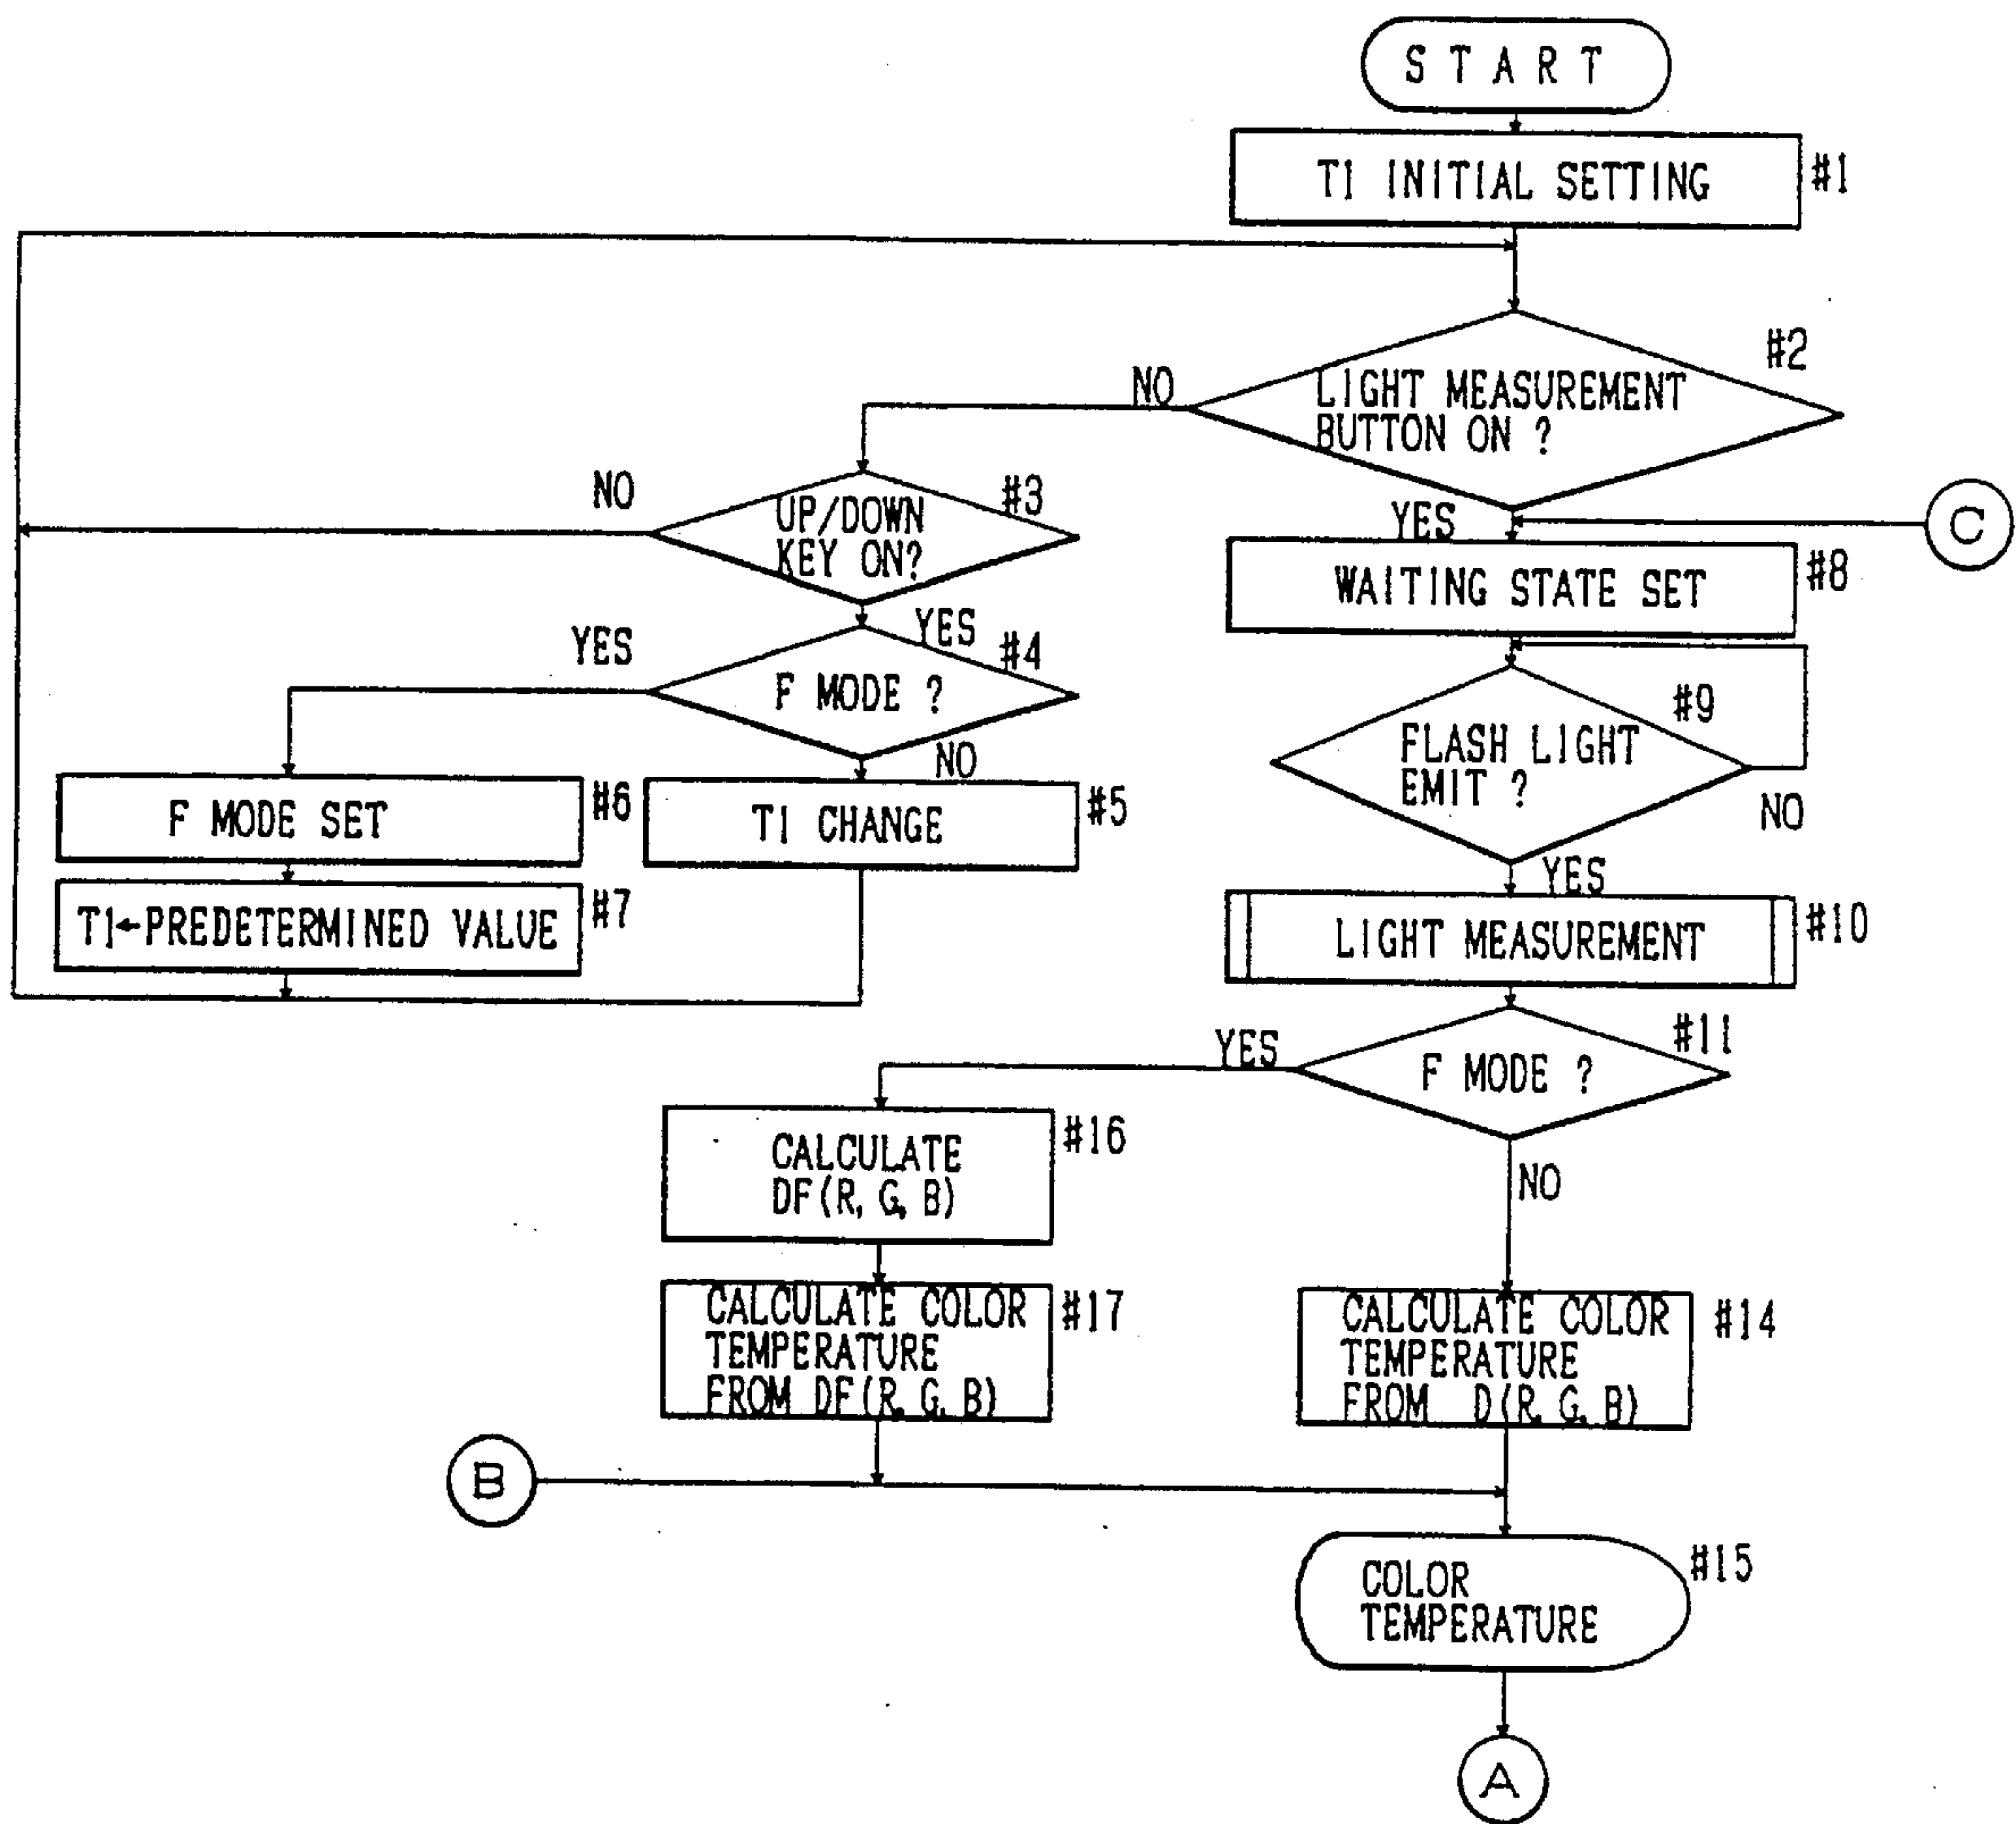 START
T1 INITIAL SETTING
#1
#2
LIGHT MEASUREMENT
BUTTON ON ?
NO
YES
C
NO
#3
UP/DOWN
KEY ON?
YES
YES
#4
F MODE ?
NO
WAITING STATE SET
#8
#9
FLASH LIGHT
EMIT ?
NO
YES
F MODE SET
#6
T1 CHANGE
#5
T1←PREDETERMINED VALUE
#7
LIGHT MEASUREMENT
#10
#11
YES
F MODE ?
NO
CALCULATE
DF(R, G, B)
#16
CALCULATE COLOR
TEMPERATURE
FROM DF(R, G, B)
#17
CALCULATE COLOR
TEMPERATURE
FROM D(R, G, B)
#14
B
COLOR
TEMPERATURE
#15
A